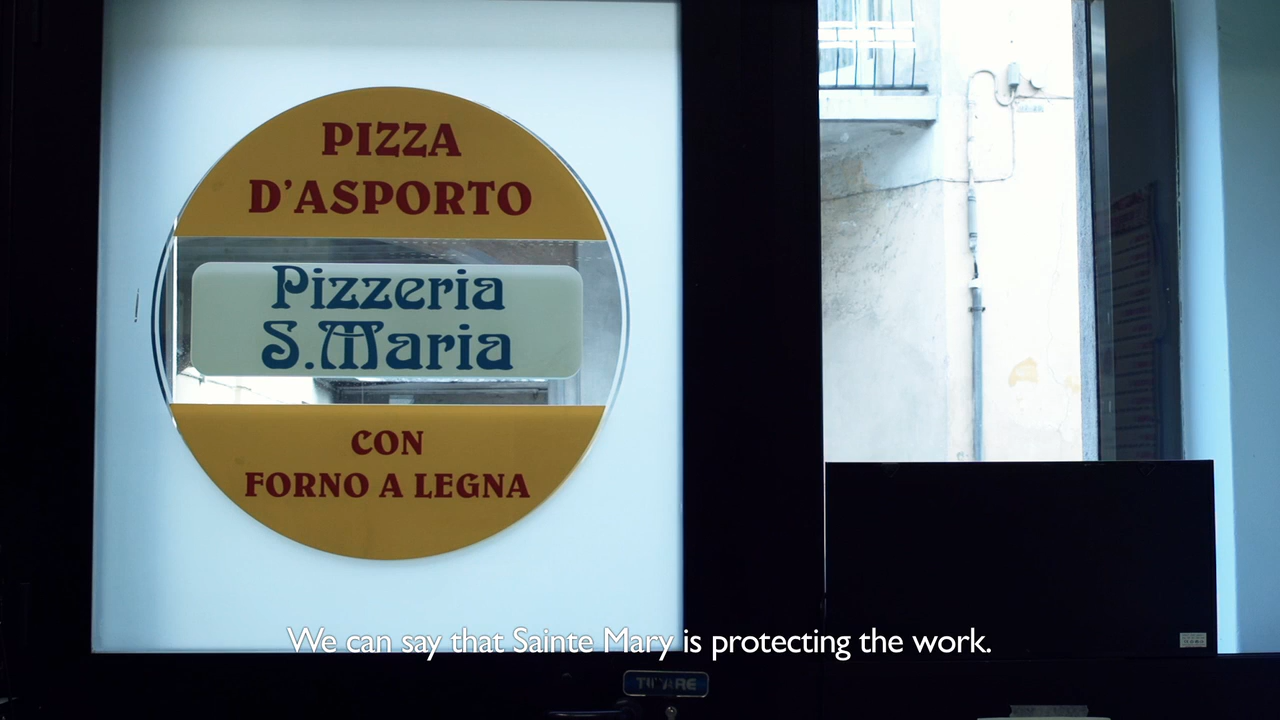 PIZZA
D'ASPORTO
Pizzeria
S.Maria
CON
FORNO A LEGNA
We can say that Sainte Mary is protecting the work.